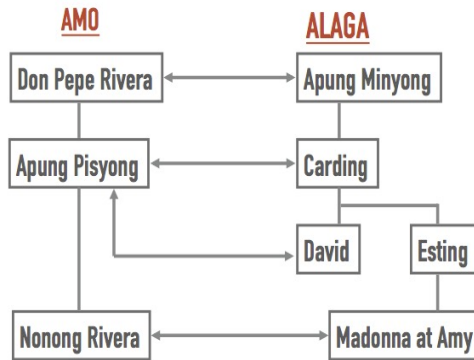 AMO
ALAGA
Don Pepe Rivera
Apung Minyong
Apung Pisyong
Carding
David
Esting
Nonong Rivera
Madonna at Amy